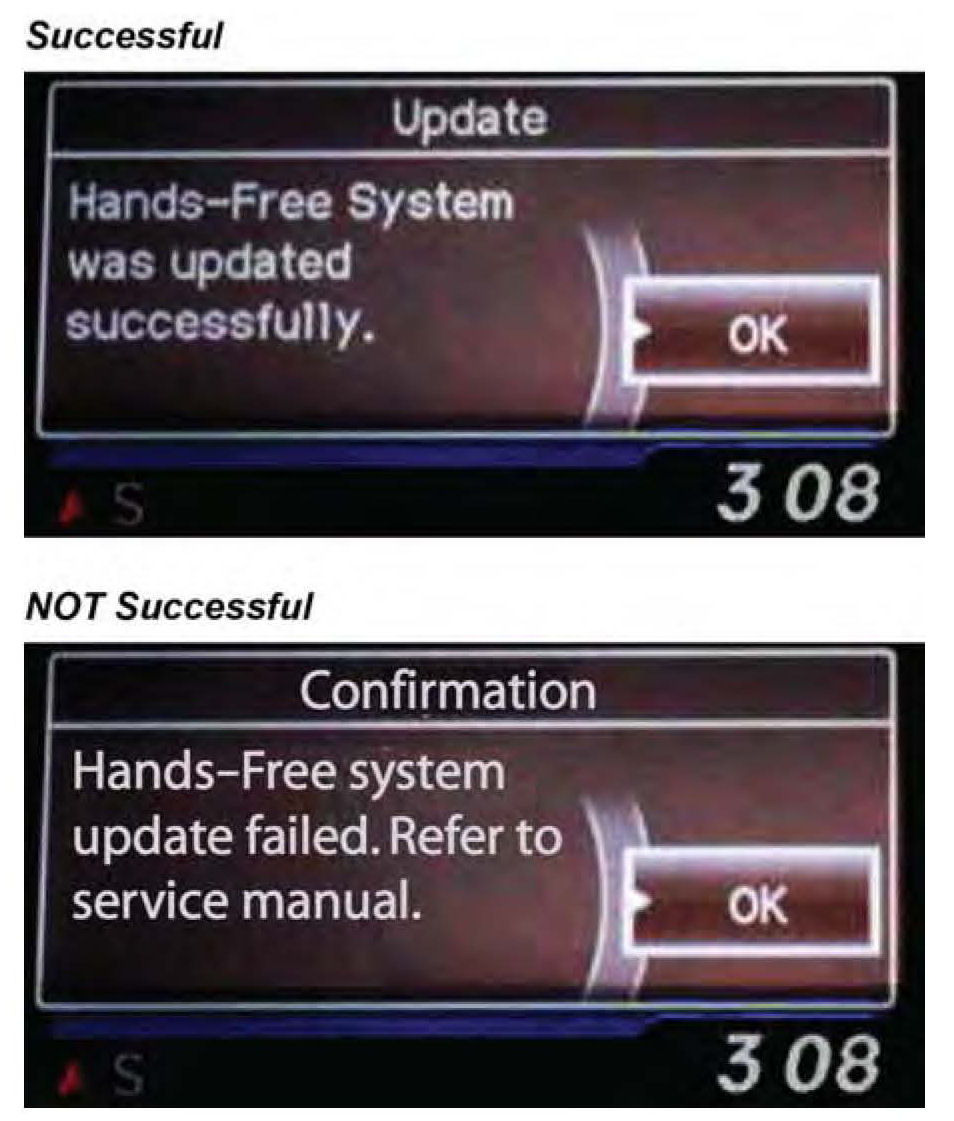 Successful
Update
Hands-Free System
was updated
successfully.
OK
S
3 08
NOT Successful
Confirmation
Hands-Free system
update failed. Refer to
service manual.
OK
S
3 08